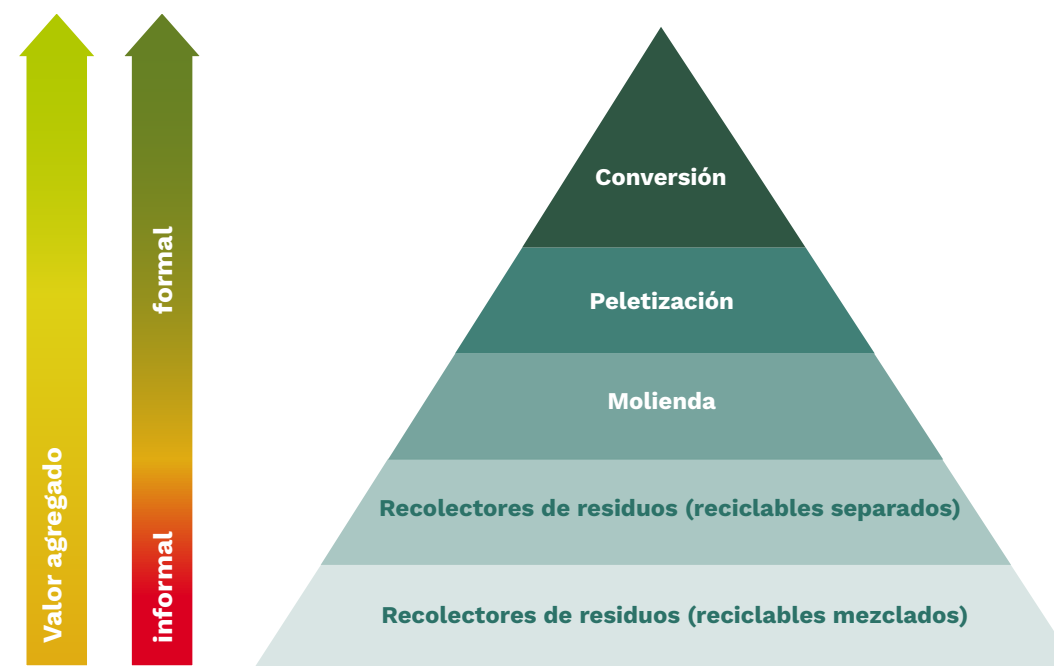 Valor agregado
formal
informal
Conversión
Peletización
Molienda
Recolectores de residuos (reciclables separados)
Recolectores de residuos (reciclables mezclados)